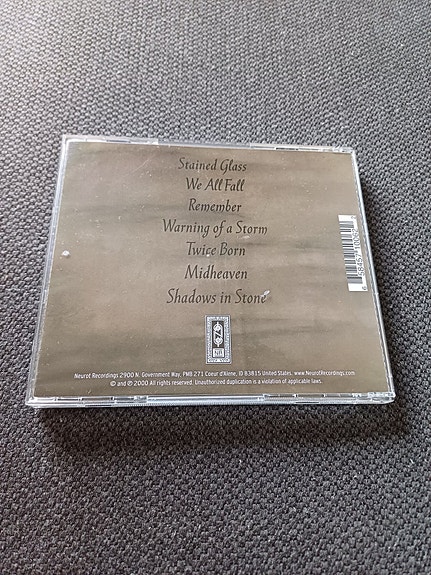 Stained Glass
We All Fall
Remember
Warning of a Storm
Twice Born
Midheaven
Shadows in Stone
NR
Neurot Recordings 2900 N. Government Way, PMB 271 Coeur d'Alene, ID 83815 United States. www.NeurotRecordings.com
© and ℗ 2000 All rights reserved. Unauthorized duplication is a violation of applicable laws.